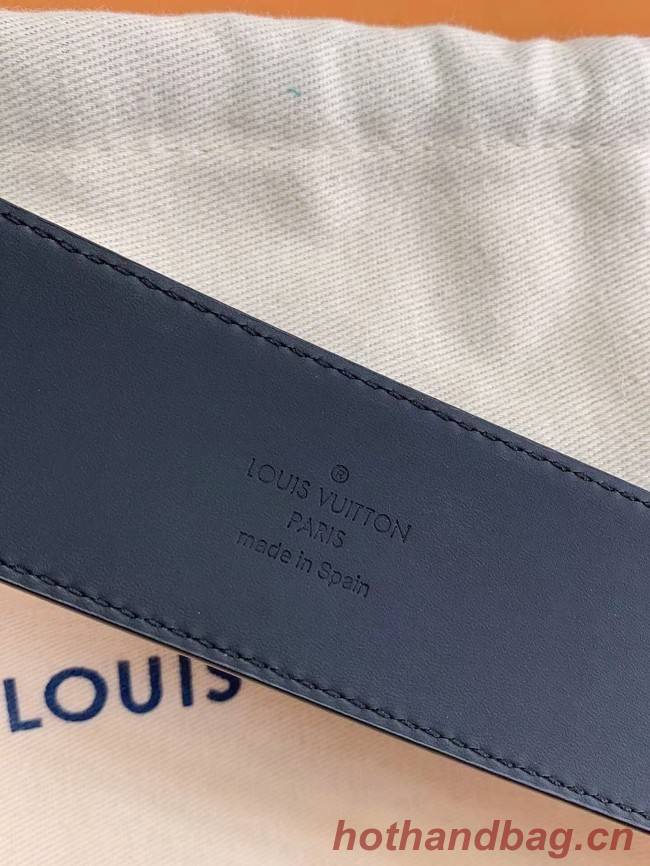 ®
LOUIS VUITTON
PARIS
made in Spain
LOUIS
hothandbag.cn